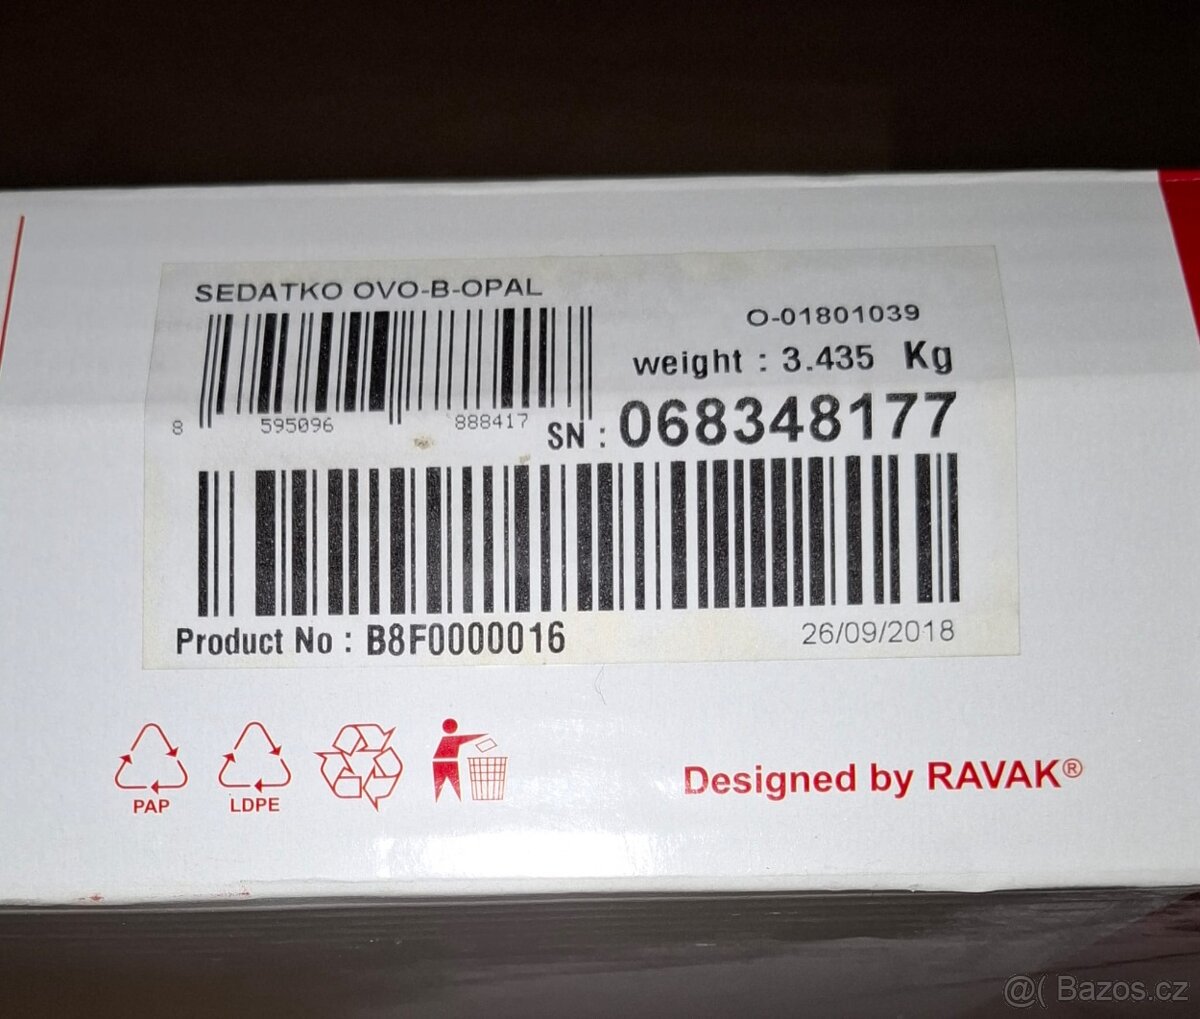 SEDATKO OVO-B-OPAL
O-01801039
weight : 3.435 Kg
8 595096 888417
SN : 068348177
Product No : B8F0000016
26/09/2018
PAP
LDPE
Designed by RAVAK®
@( Bazos.cz